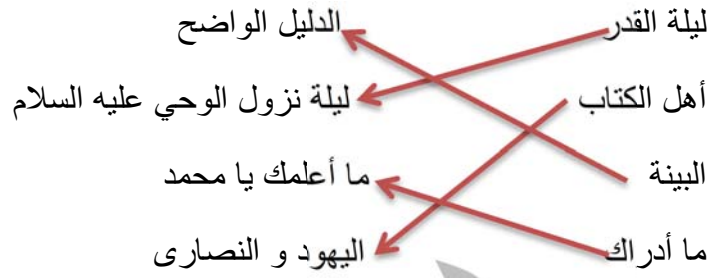 ليلة القدر الدليل الواضح
أهل الكتاب ليلة نزول الوحي عليه السلام
البينة ما أعلمك يا محمد
ما أدراك اليهود و النصارى